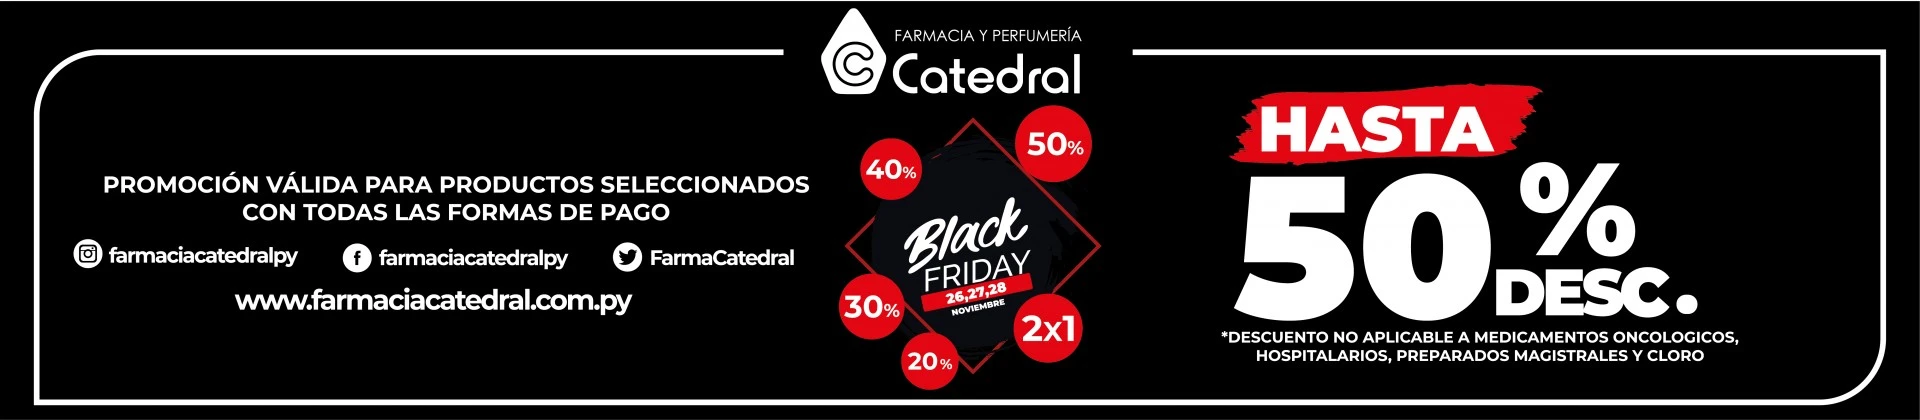 FARMACIA Y PERFUMERÍA
Catedral
PROMOCIÓN VÁLIDA PARA PRODUCTOS SELECCIONADOS
CON TODAS LAS FORMAS DE PAGO
farmaciacatedralpy
farmaciacatedralpy
FarmaCatedral
www.farmaciacatedral.com.py
50%
40%
Black
FRIDAY
26,27,28
NOVIEMBRE
30%
2x1
20%
HASTA
50%
DESC.
*DESCUENTO NO APLICABLE A MEDICAMENTOS ONCOLOGICOS,
HOSPITALARIOS, PREPARADOS MAGISTRALES Y CLORO